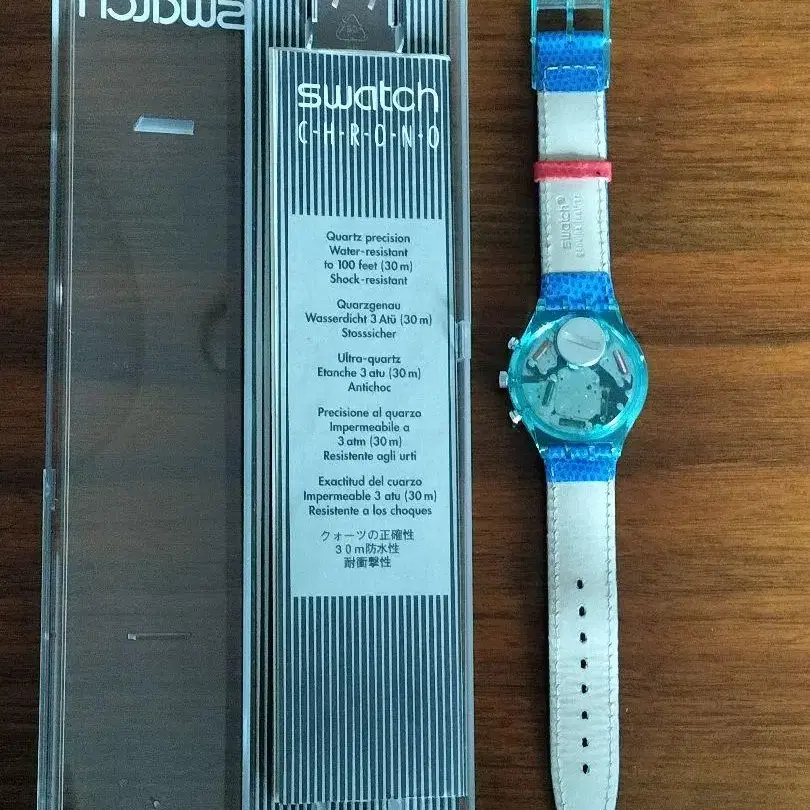 swatch
swatch
C·H·R·O·N·O
Quartz precision
Water-resistant
to 100 feet (30 m)
Shock-resistant
Quarzgenau
Wasserdicht 3 Atü (30 m)
Stosssicher
Ultra-quartz
Etanche 3 atu (30 m)
Antichoc
Precisione al quarzo
Impermeabile a
3 atm (30 m)
Resistente agli urti
Exactitud del cuarzo
Impermeable 3 atu (30 m)
Resistente a los choques
クォーツの正確性
30m防水性
耐衝撃性
swatch